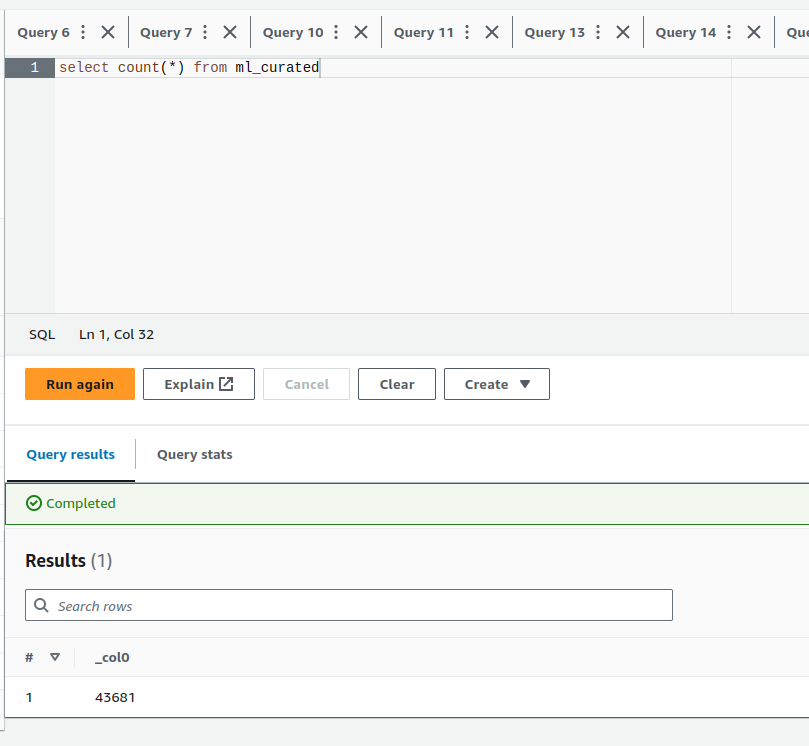 Query 6 Query 7 Query 10 Query 11 Query 13 Query 14
1 select count(*) from ml_curated
SQL Ln 1, Col 32
Run again Explain Cancel Clear Create
Query results Query stats
Completed
Results (1)
Search rows
# _col0
1 43681